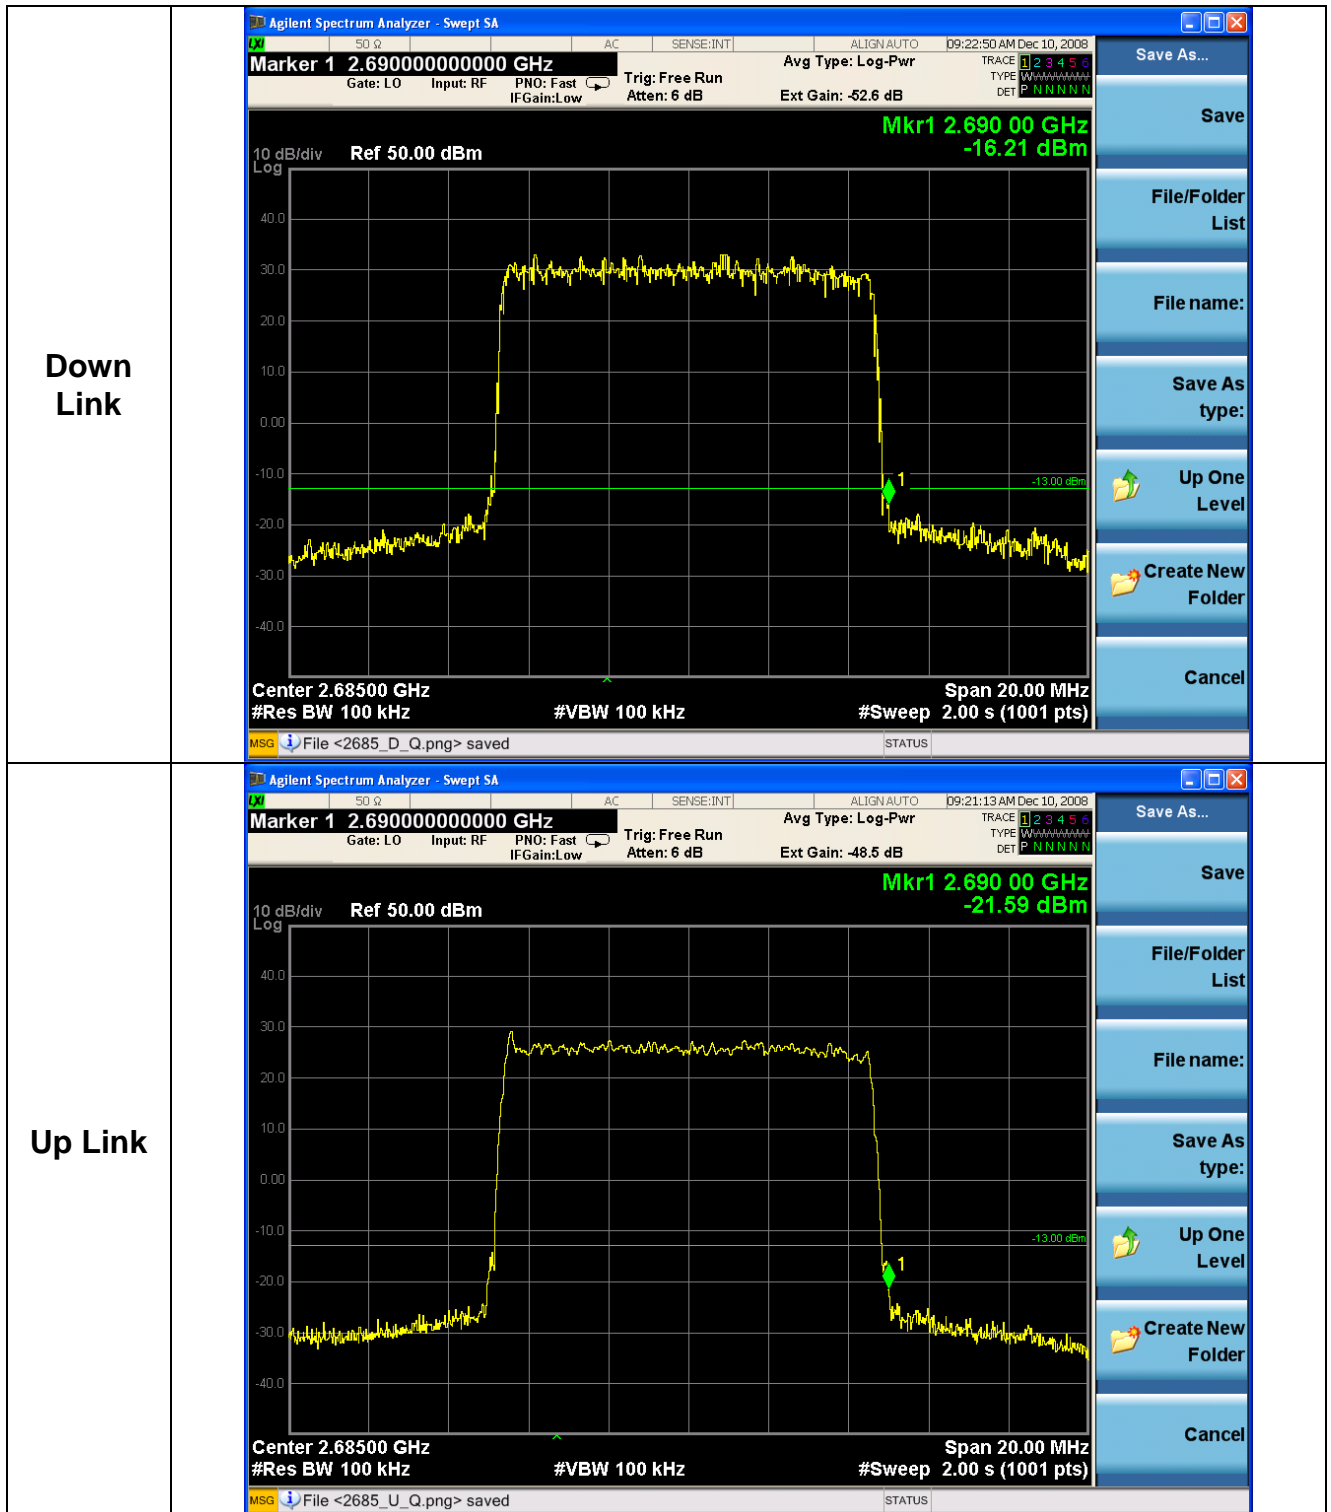 Down
Link
Agilent Spectrum Analyzer - Swept SA
LXI 50 Ω AC SENSE:INT ALIGN AUTO 09:22:50 AM Dec 10, 2008
Marker 1 2.690000000000 GHz
Gate: LO Input: RF PNO: Fast
IFGain:Low
Trig: Free Run
Atten: 6 dB
Avg Type: Log-Pwr
Ext Gain: -52.6 dB
TRACE 1 2 3 4 5 6
TYPE
DET P N N N N N
Mkr1 2.690 00 GHz
-16.21 dBm
10 dB/div Ref 50.00 dBm
Log
40.0
30.0
20.0
10.0
0.00
-10.0
-20.0
-30.0
-40.0
1
-13.00 dBm
Center 2.68500 GHz Span 20.00 MHz
#Res BW 100 kHz #VBW 100 kHz #Sweep 2.00 s (1001 pts)
MSG File <2685_D_Q.png> saved STATUS
Save As...
Save
File/Folder
List
File name:
Save As
type:
Up One
Level
Create New
Folder
Cancel
Up Link
Agilent Spectrum Analyzer - Swept SA
LXI 50 Ω AC SENSE:INT ALIGN AUTO 09:21:13 AM Dec 10, 2008
Marker 1 2.690000000000 GHz
Gate: LO Input: RF PNO: Fast
IFGain:Low
Trig: Free Run
Atten: 6 dB
Avg Type: Log-Pwr
Ext Gain: -48.5 dB
TRACE 1 2 3 4 5 6
TYPE
DET P N N N N N
Mkr1 2.690 00 GHz
-21.59 dBm
10 dB/div Ref 50.00 dBm
Log
40.0
30.0
20.0
10.0
0.00
-10.0
-20.0
-30.0
-40.0
1
-13.00 dBm
Center 2.68500 GHz Span 20.00 MHz
#Res BW 100 kHz #VBW 100 kHz #Sweep 2.00 s (1001 pts)
MSG File <2685_U_Q.png> saved STATUS
Save As...
Save
File/Folder
List
File name:
Save As
type:
Up One
Level
Create New
Folder
Cancel